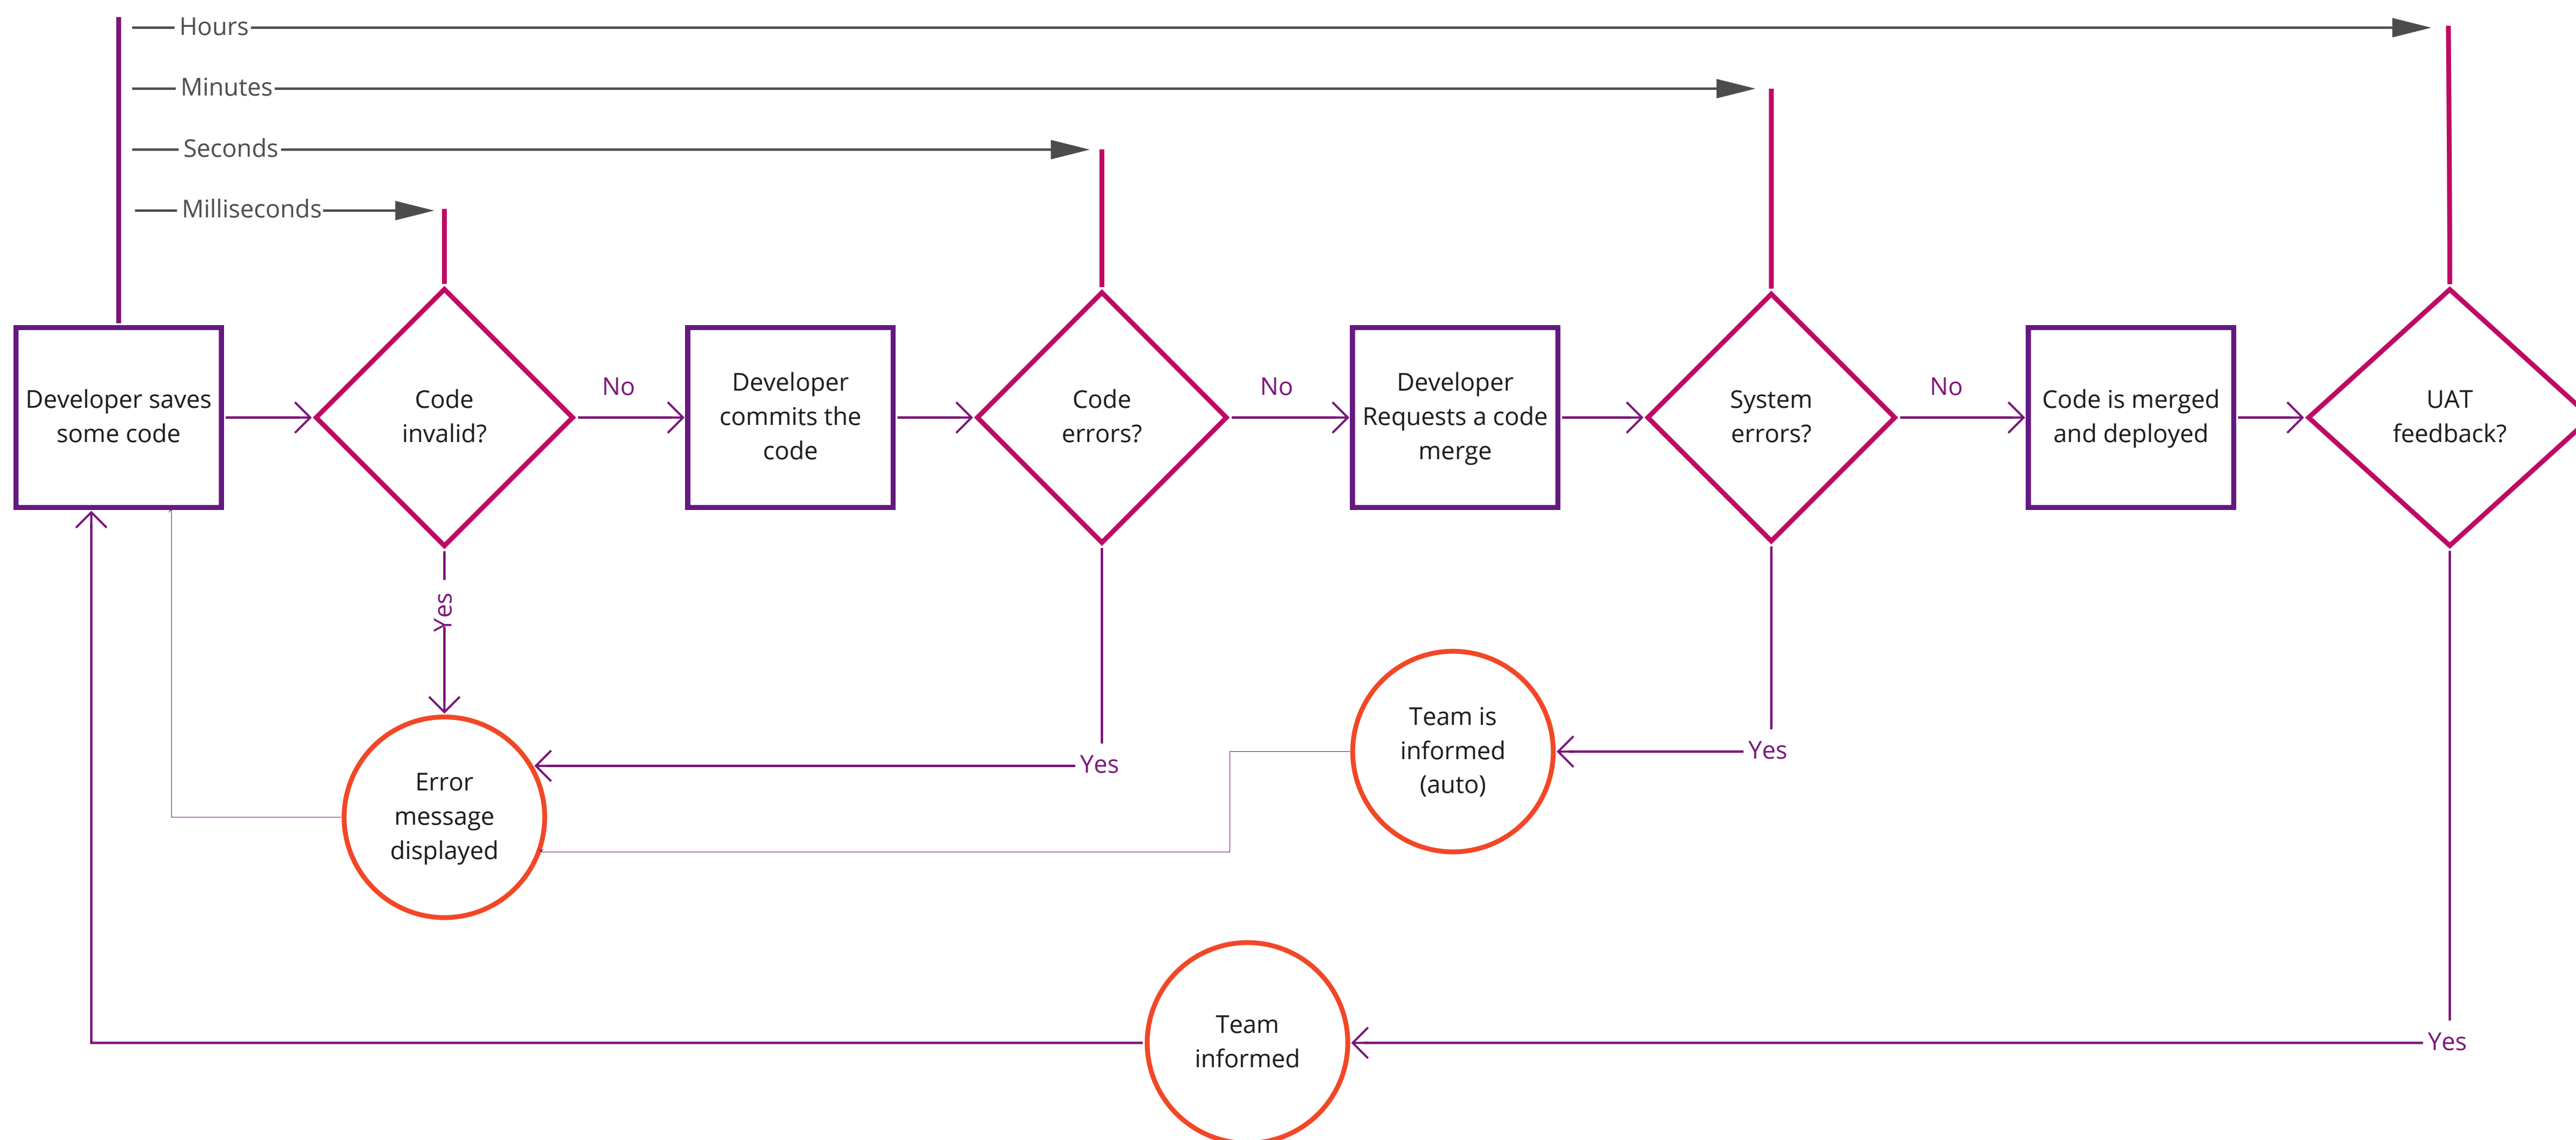 Hours
Minutes
Seconds
Milliseconds
Developer saves
some code
Code
invalid?
No
Developer
commits the
code
Code
errors?
No
Developer
Requests a code
merge
System
errors?
No
Code is merged
and deployed
UAT
feedback?
Yes
Error
message
displayed
Yes
Team is
informed
(auto)
Yes
Team
informed
Yes